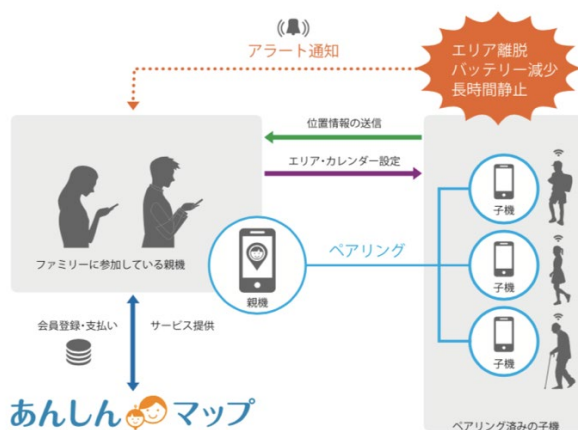 アラート通知
エリア離脱
バッテリー減少
長時間静止
位置情報の送信
エリア・カレンダー設定
子機
ペアリング
ファミリーに参加している親機
親機
子機
会員登録・支払い
サービス提供
子機
あんしん マップ
ペアリング済みの子機